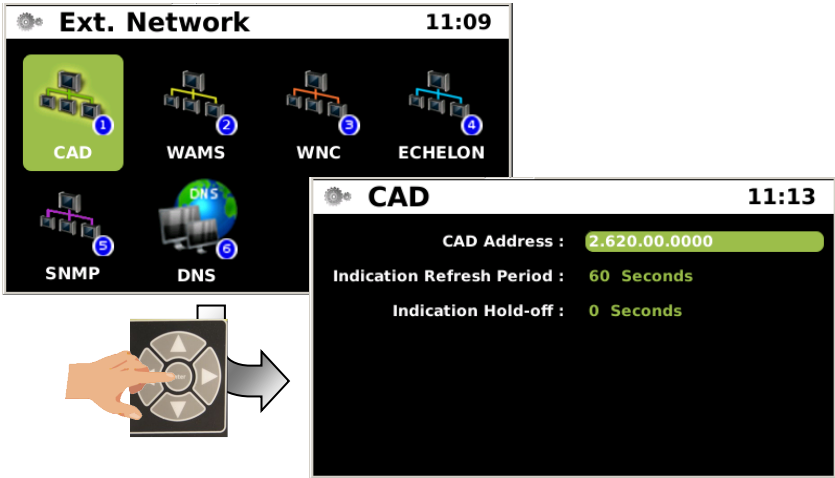 Ext. Network 11:09
1 2 3 4
CAD WAMS WNC ECHELON
DNS
5 6
SNMP DNS
CAD 11:13
CAD Address : 2.620.00.0000
Indication Refresh Period : 60 Seconds
Indication Hold-off : 0 Seconds